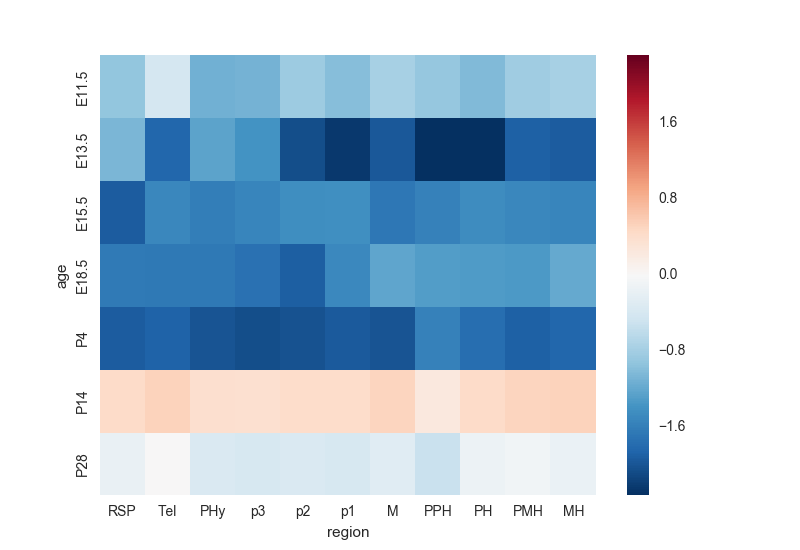 E11.5
E13.5
E15.5
E18.5
P4
P14
P28
age
RSP Tel PHy p3 p2 p1 M PPH PH PMH MH
region
1.6
0.8
0.0
−0.8
−1.6